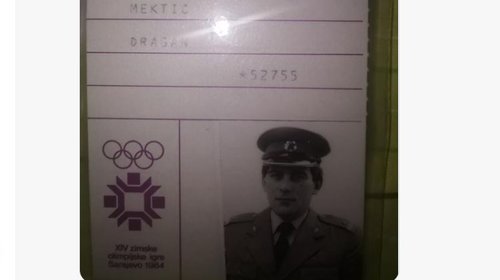 MEKTIC
DRAGAN
*52755
XIV zimske
olimpijske igre
Sarajevo 1984